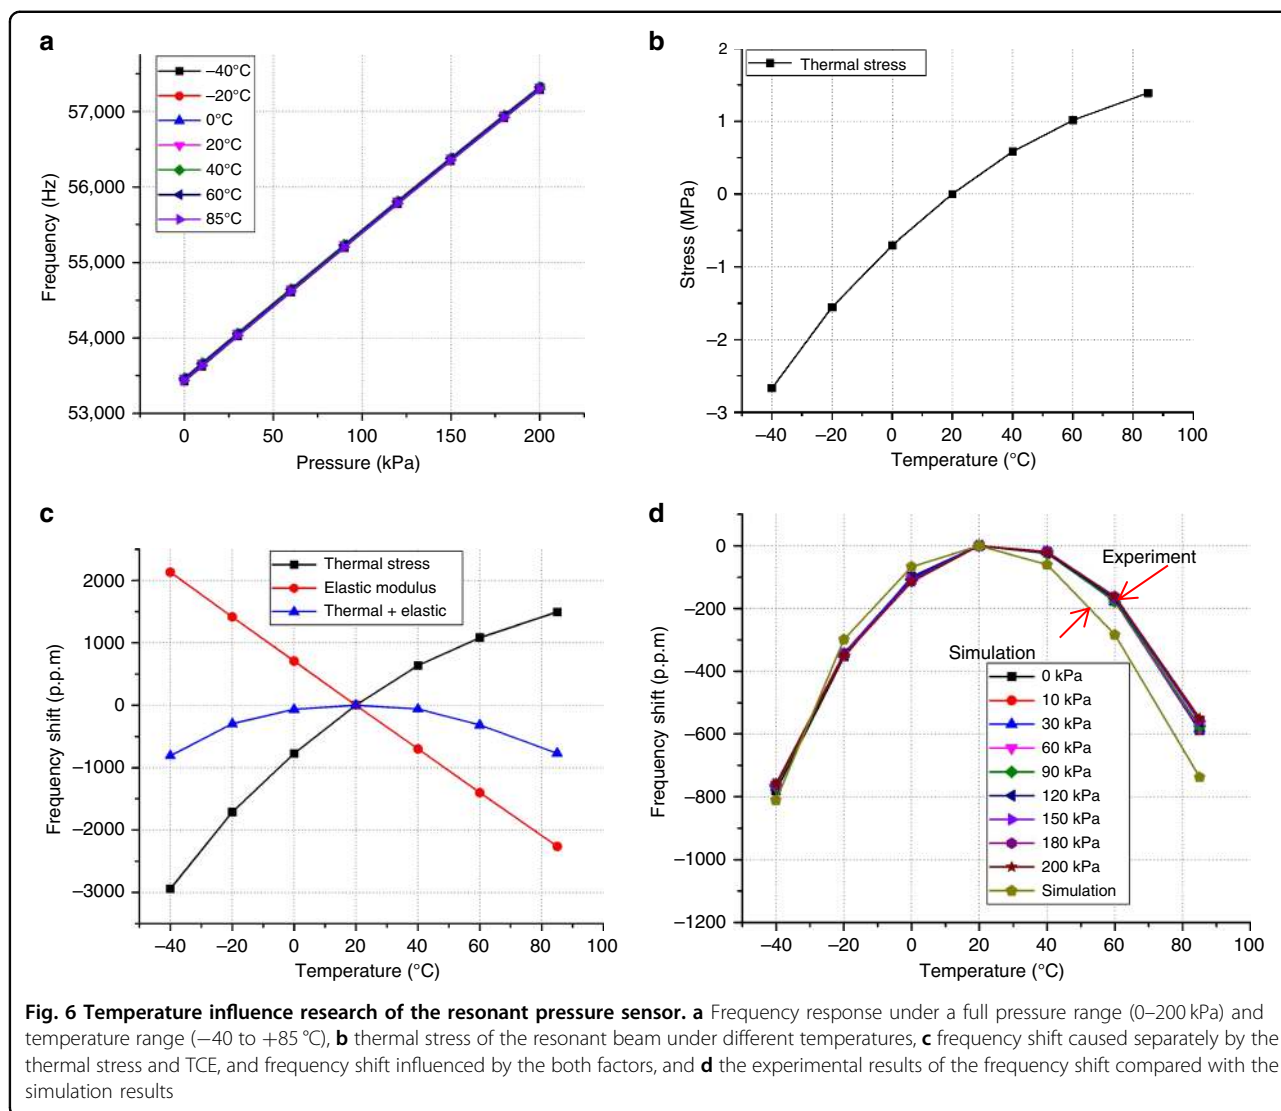 a
–40°C
–20°C
0°C
20°C
40°C
60°C
85°C
57,000
56,000
55,000
54,000
53,000
Frequency (Hz)
0
50
100
150
200
Pressure (kPa)
b
Thermal stress
2
1
0
–1
–2
–3
Stress (MPa)
–40
–20
0
20
40
60
80
100
Temperature (°C)
c
Thermal stress
Elastic modulus
Thermal + elastic
2000
1000
0
–1000
–2000
–3000
Frequency shift (p.p.m)
–40
–20
0
20
40
60
80
100
Temperature (°C)
d
Experiment
Simulation
0 kPa
10 kPa
30 kPa
60 kPa
90 kPa
120 kPa
150 kPa
180 kPa
200 kPa
Simulation
0
–200
–400
–600
–800
–1000
–1200
Frequency shift (p.p.m)
–40
–20
0
20
40
60
80
100
Temperature (°C)
Fig. 6 Temperature influence research of the resonant pressure sensor. a Frequency response under a full pressure range (0–200 kPa) and
temperature range (−40 to +85 °C), b thermal stress of the resonant beam under different temperatures, c frequency shift caused separately by the
thermal stress and TCE, and frequency shift influenced by the both factors, and d the experimental results of the frequency shift compared with the
simulation results